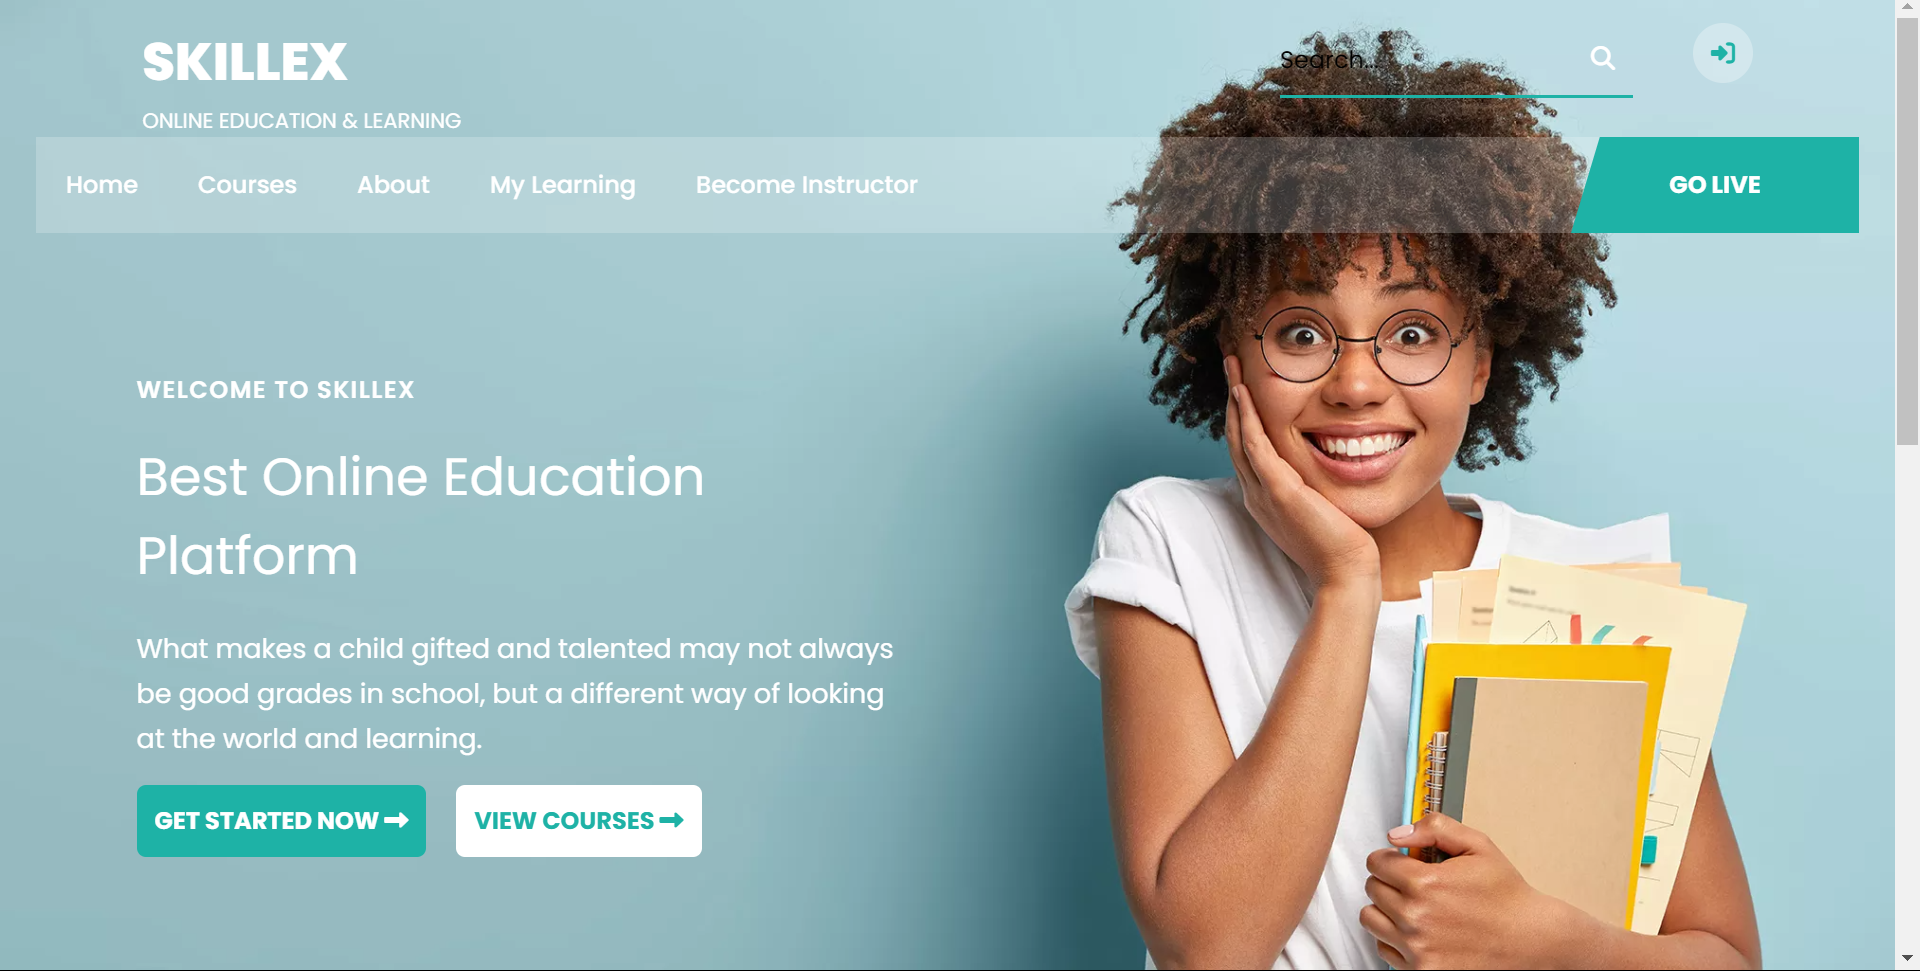 SKILLEX
ONLINE EDUCATION & LEARNING
Search...
Home Courses About My Learning Become Instructor GO LIVE
WELCOME TO SKILLEX
Best Online Education
Platform
What makes a child gifted and talented may not always
be good grades in school, but a different way of looking
at the world and learning.
GET STARTED NOW VIEW COURSES